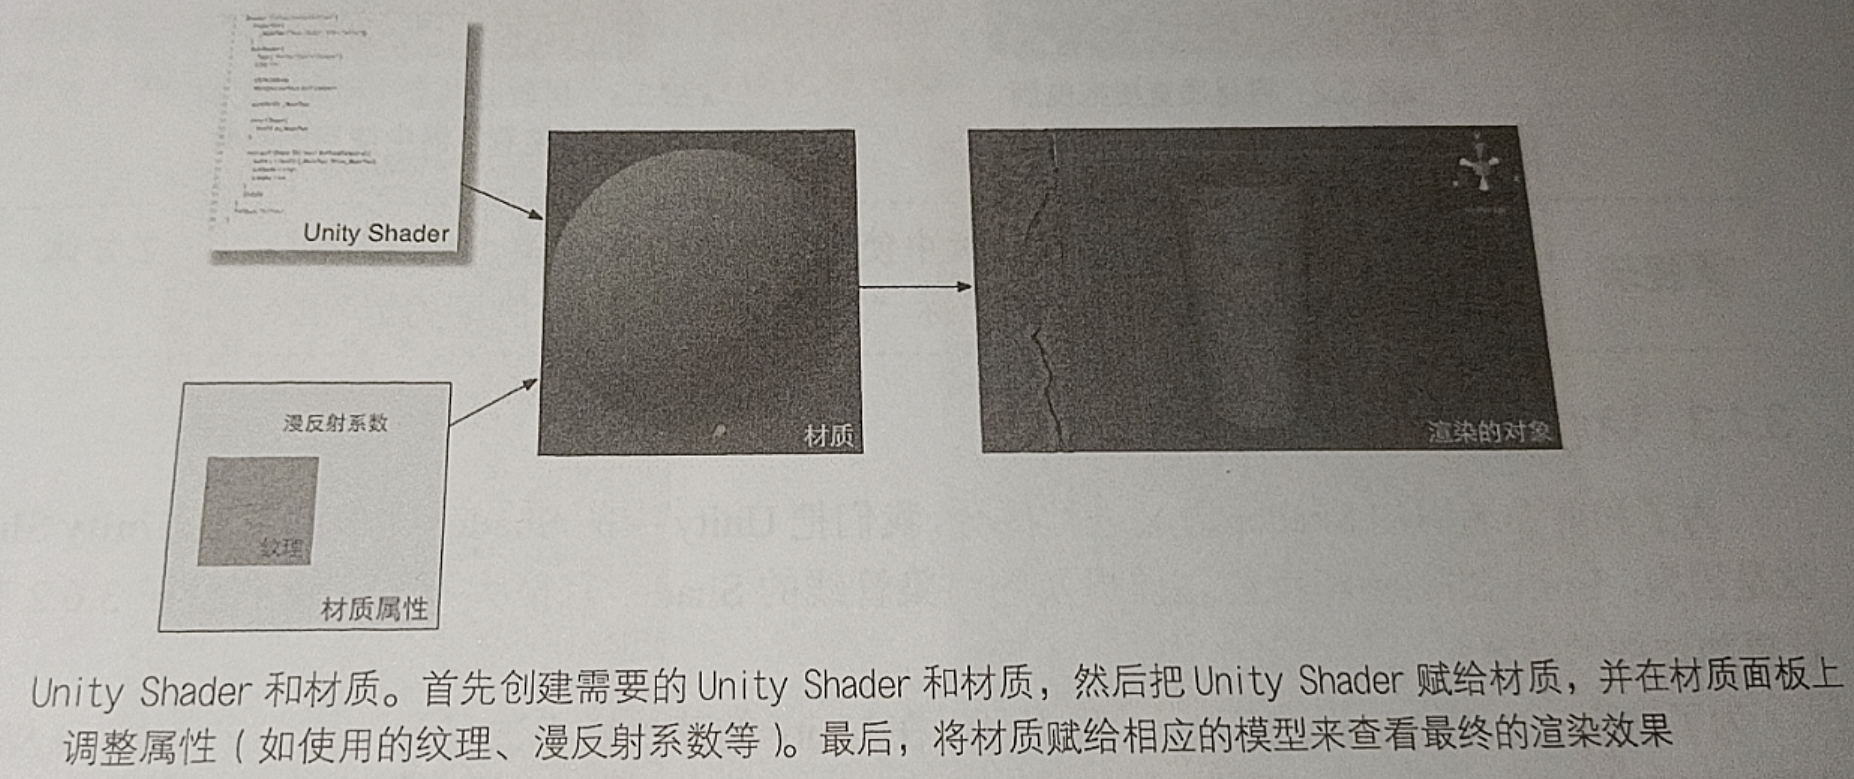 Unity Shader
漫反射系数
纹理
材质属性
材质
渲染的对象
Unity Shader 和材质。首先创建需要的 Unity Shader 和材质，然后把 Unity Shader 赋给材质，并在材质面板上
调整属性（如使用的纹理、漫反射系数等）。最后，将材质赋给相应的模型来查看最终的渲染效果